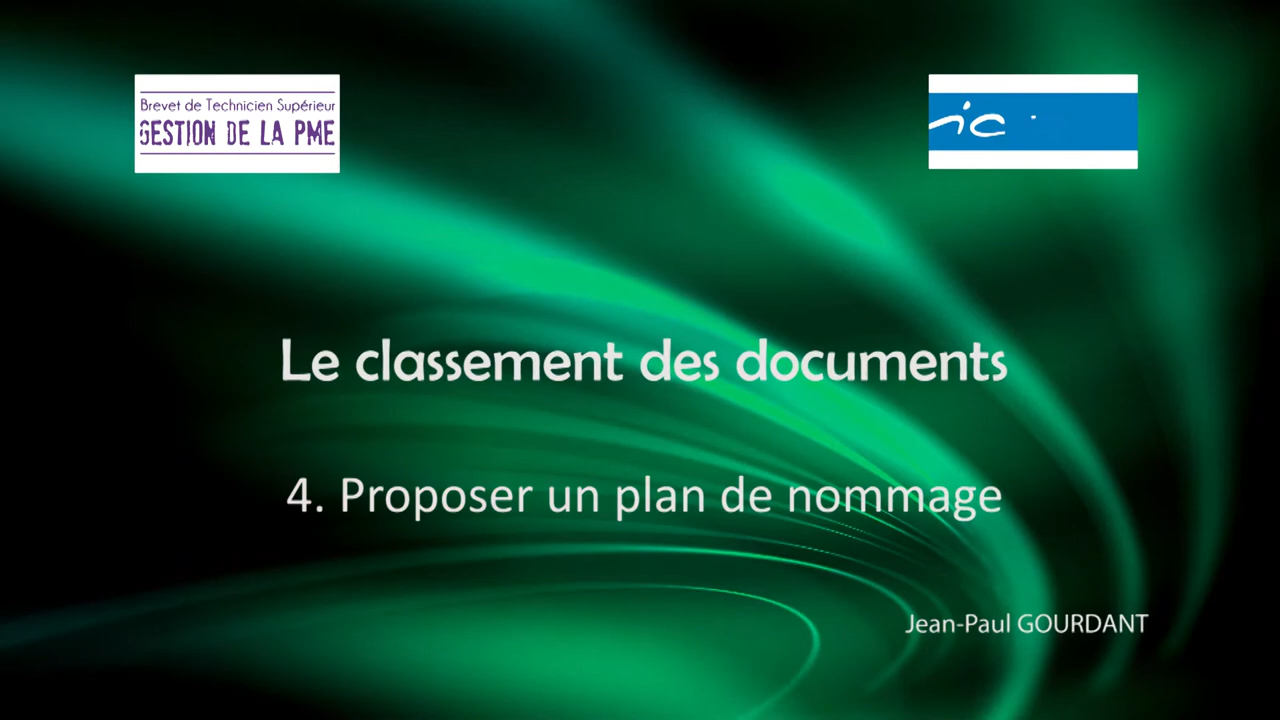 Brevet de Technicien Supérieur
GESTION DE LA PME
ic
Le classement des documents
4. Proposer un plan de nommage
Jean-Paul GOURDANT